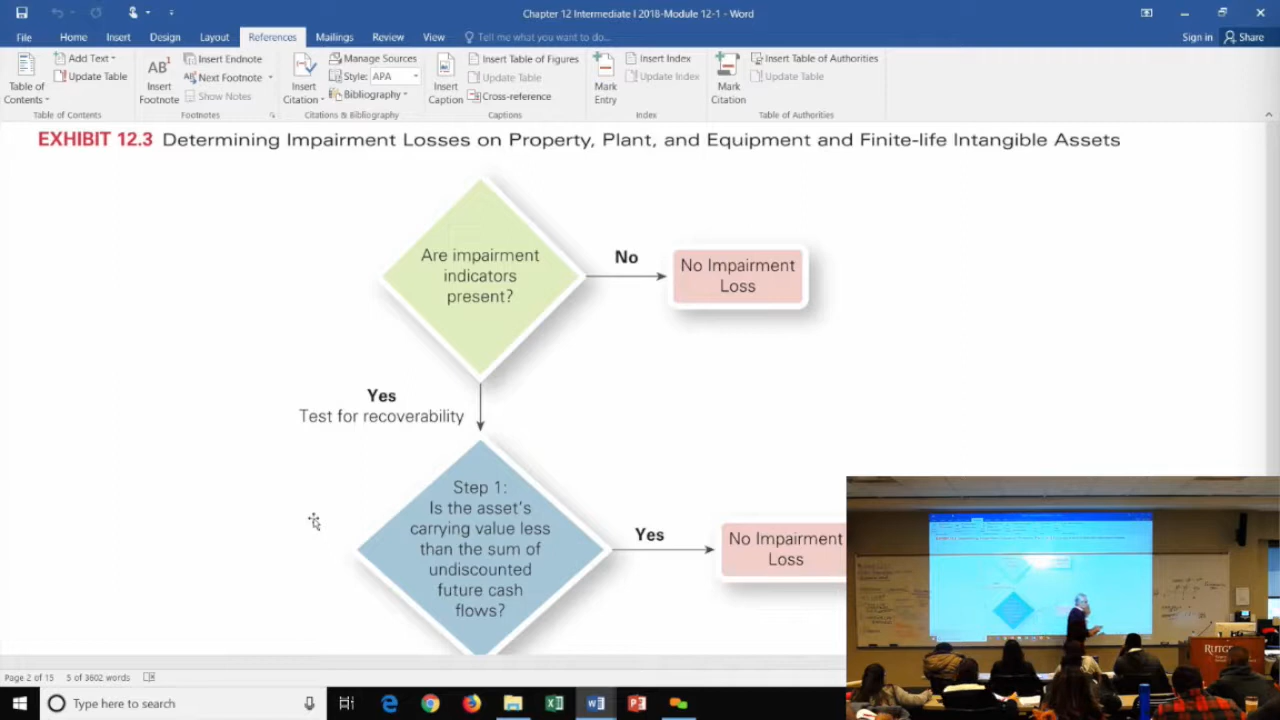 Chapter 12 Intermediate I 2018-Module 12-1 - Word
File Home Insert Design Layout References Mailings Review View Tell me what you want to do... Sign in Share
Table of Contents
Add Text
Update Table
Table of Contents
AB¹
Insert Footnote
Insert Endnote
Next Footnote
Show Notes
Footnotes
Insert Citation
Manage Sources
Style: APA
Bibliography
Citations & Bibliography
Insert Caption
Insert Table of Figures
Update Table
Cross-reference
Captions
Mark Entry
Insert Index
Update Index
Index
Mark Citation
Insert Table of Authorities
Update Table
Table of Authorities
EXHIBIT 12.3 Determining Impairment Losses on Property, Plant, and Equipment and Finite-life Intangible Assets
Are impairment
indicators
present?
No
No Impairment
Loss
Yes
Test for recoverability
Step 1:
Is the asset's
carrying value less
than the sum of
undiscounted
future cash
flows?
Yes
No Impairment
Loss
RUTGERS
Page 2 of 15 5 of 3602 words
Type here to search